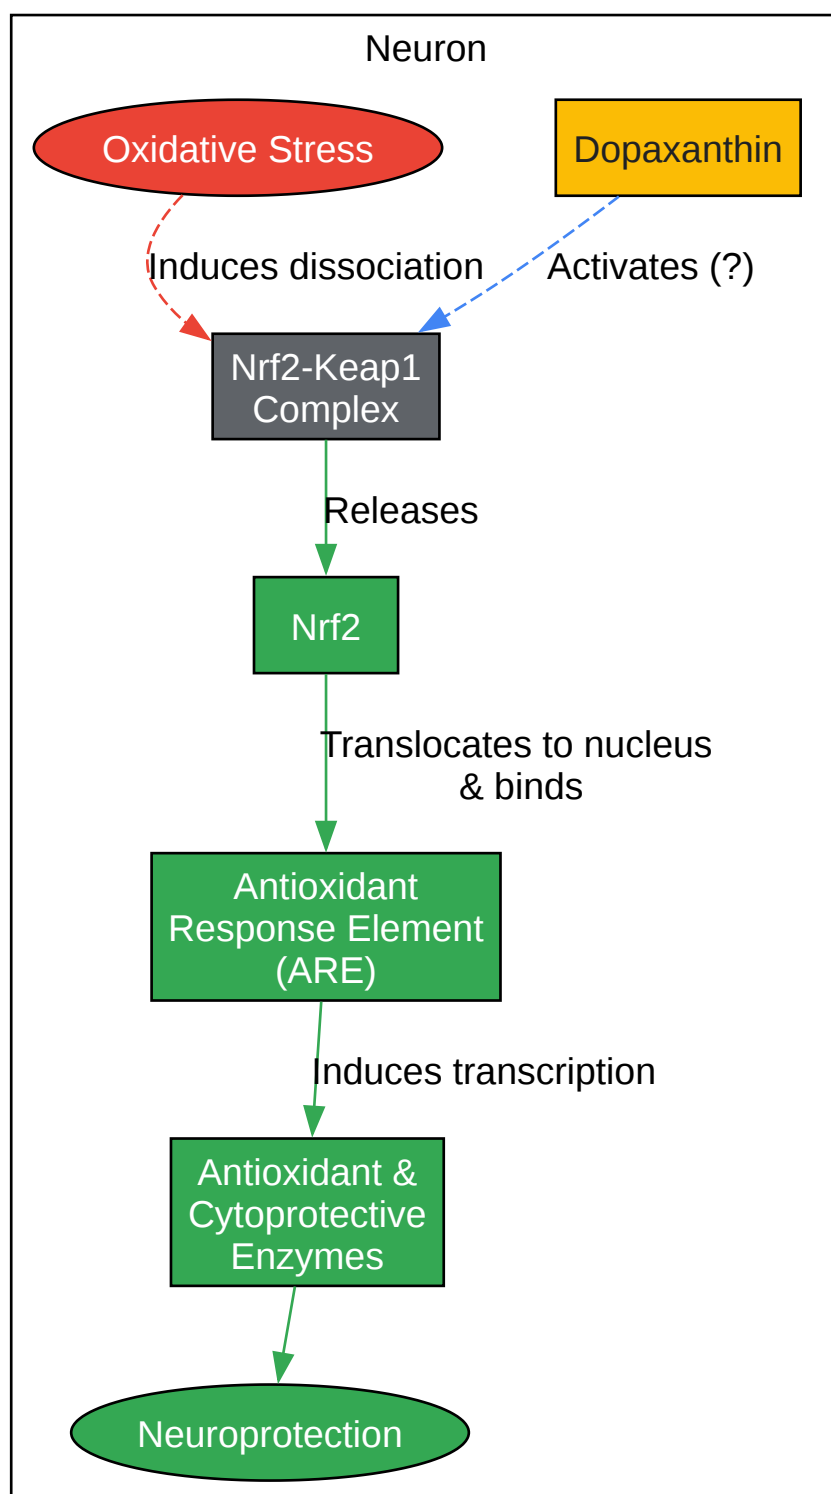 Neuron
Oxidative Stress
Dopaxanthin
Induces dissociation
Activates (?)
Nrf2-Keap1
Complex
Releases
Nrf2
Translocates to nucleus
& binds
Antioxidant
Response Element
(ARE)
Induces transcription
Antioxidant &
Cytoprotective
Enzymes
Neuroprotection